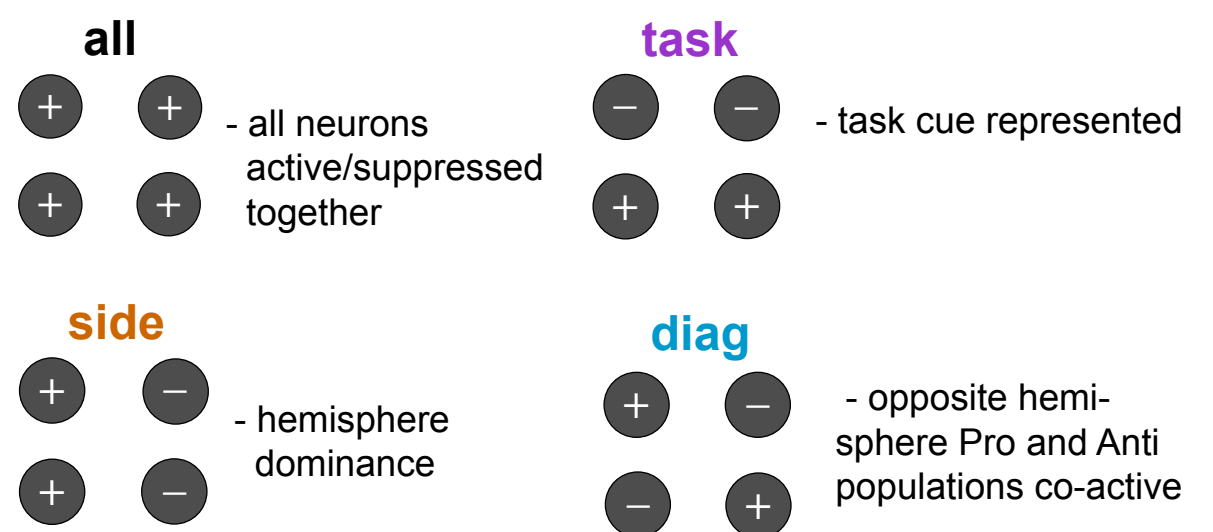 all
+ +
- all neurons
active/suppressed
together
+ +
task
− −
- task cue represented
+ +
side
+ −
- hemisphere
dominance
+ −
diag
+ −
- opposite hemi-
sphere Pro and Anti
populations co-active
− +